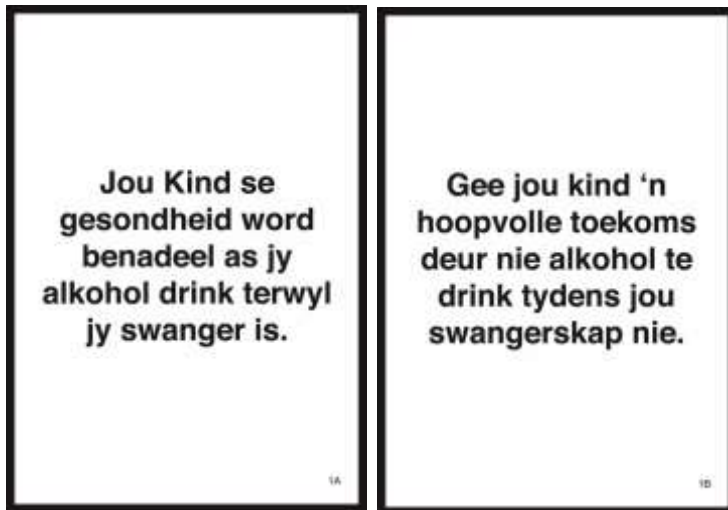 Jou Kind se
gesondheid word
benadeel as jy
alkohol drink terwyl
jy swanger is.
1A
Gee jou kind ‘n
hoopvolle toekoms
deur nie alkohol te
drink tydens jou
swangerskap nie.
1B